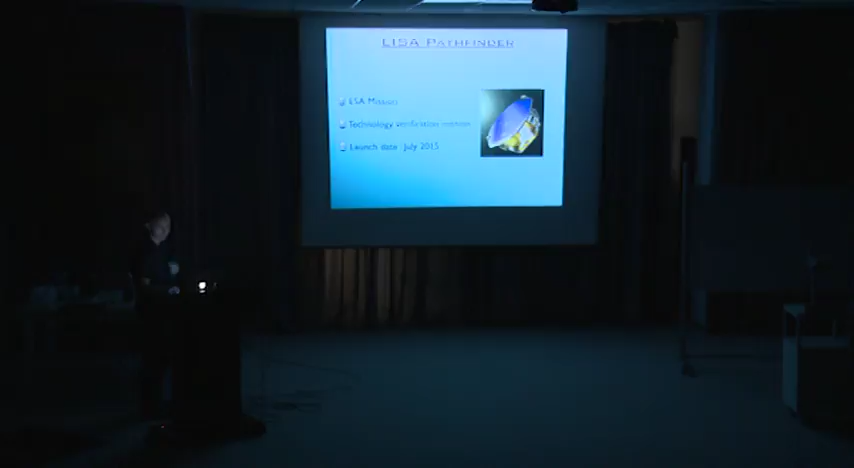 LISA PATHFINDER
ESA Mission
Technology verification mission
Launch date July 2015